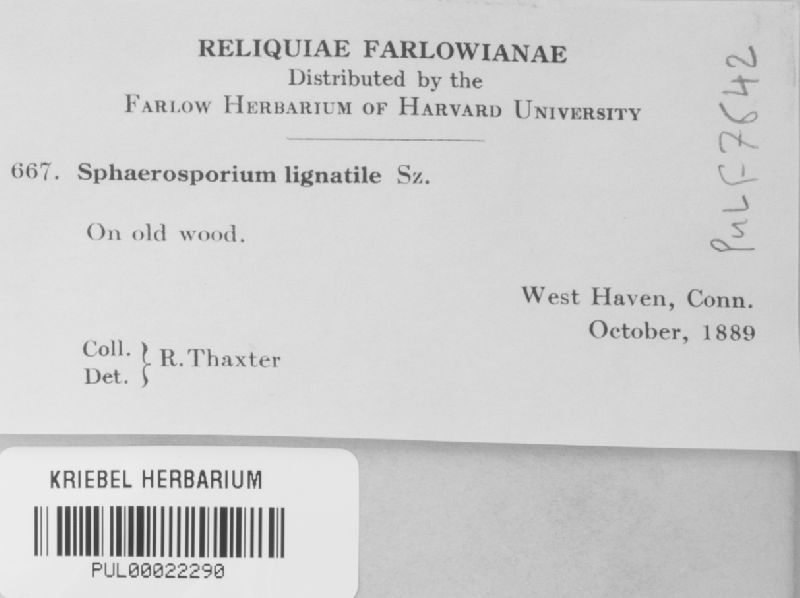 RELIQUIAE FARLOWIANAE
Distributed by the
FARLOW HERBARIUM OF HARVARD UNIVERSITY
667. Sphaerosporium lignatile Sz.
On old wood.
West Haven, Conn.
October, 1889
Coll.
Det. } R. Thaxter
PUL F-7642
KRIEBEL HERBARIUM
PUL00022290